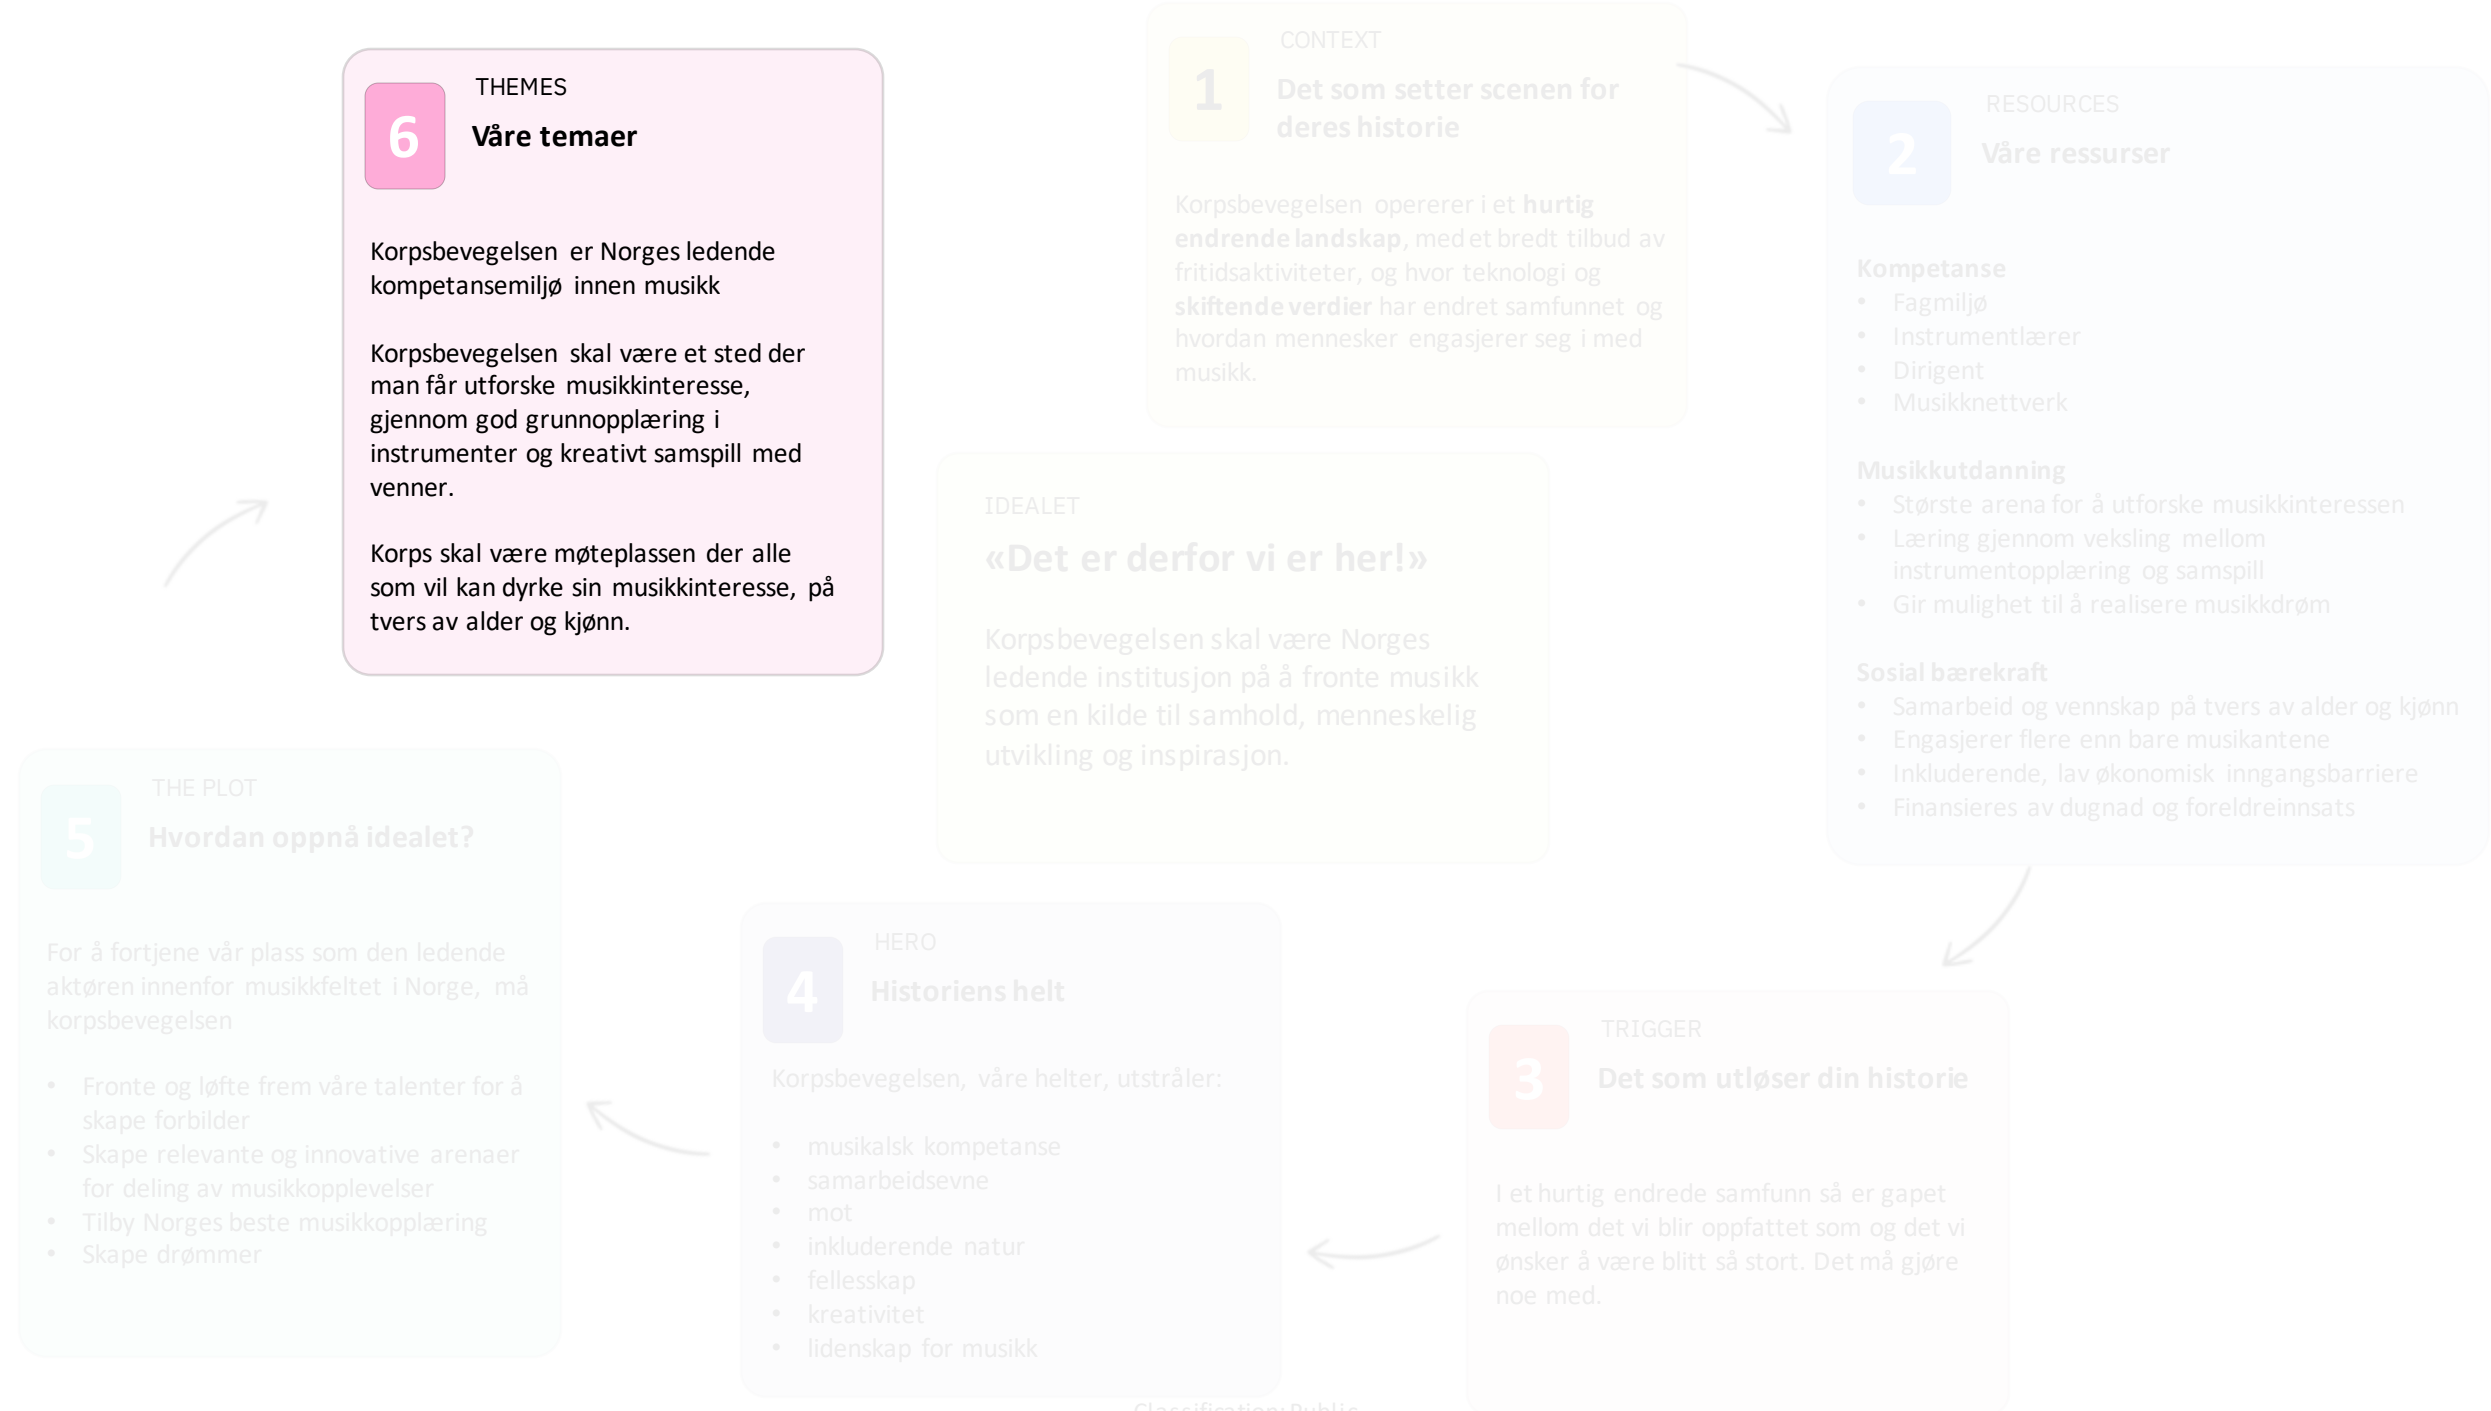 THEMES
6
Våre temaer
Korpsbevegelsen er Norges ledende
kompetansemiljø innen musikk
Korpsbevegelsen skal være et sted der
man får utforske musikkinteresse,
gjennom god grunnopplæring i
instrumenter og kreativt samspill med
venner.
Korps skal være møteplassen der alle
som vil kan dyrke sin musikkinteresse, på
tvers av alder og kjønn.
CONTEXT
1
Det som setter scenen for
deres historie
Korpsbevegelsen opererer i et hurtig
endrende landskap, med et bredt tilbud av
fritidsaktiviteter, og hvor teknologi og
skiftende verdier har endret samfunnet og
hvordan mennesker engasjerer seg i med
musikk.
RESOURCES
2
Våre ressurser
Kompetanse
• Fagmiljø
• Instrumentlærer
• Dirigent
• Musikknettverk
Musikkutdanning
• Største arena for å utforske musikkinteressen
• Læring gjennom veksling mellom
instrumentopplæring og samspill
• Gir mulighet til å realisere musikkdrøm
Sosial bærekraft
• Samarbeid og vennskap på tvers av alder og kjønn
• Engasjerer flere enn bare musikantene
• Inkluderende, lav økonomisk inngangsbarriere
• Finansieres av dugnad og foreldreinnsats
IDEALET
«Det er derfor vi er her!»
Korpsbevegelsen skal være Norges
ledende institusjon på å fronte musikk
som en kilde til samhold, menneskelig
utvikling og inspirasjon.
TRIGGER
3
Det som utløser din historie
I et hurtig endrede samfunn så er gapet
mellom det vi blir oppfattet som og det vi
ønsker å være blitt så stort. Det må gjøre
noe med.
HERO
4
Historiens helt
Korpsbevegelsen, våre helter, utstråler:
• musikalsk kompetanse
• samarbeidsevne
• mot
• inkluderende natur
• fellesskap
• kreativitet
• lidenskap for musikk
THE PLOT
5
Hvordan oppnå idealet?
For å fortjene vår plass som den ledende
aktøren innenfor musikkfeltet i Norge, må
korpsbevegelsen
• Fronte og løfte frem våre talenter for å
skape forbilder
• Skape relevante og innovative arenaer
for deling av musikkopplevelser
• Tilby Norges beste musikkopplæring
• Skape drømmer
Classification: Public